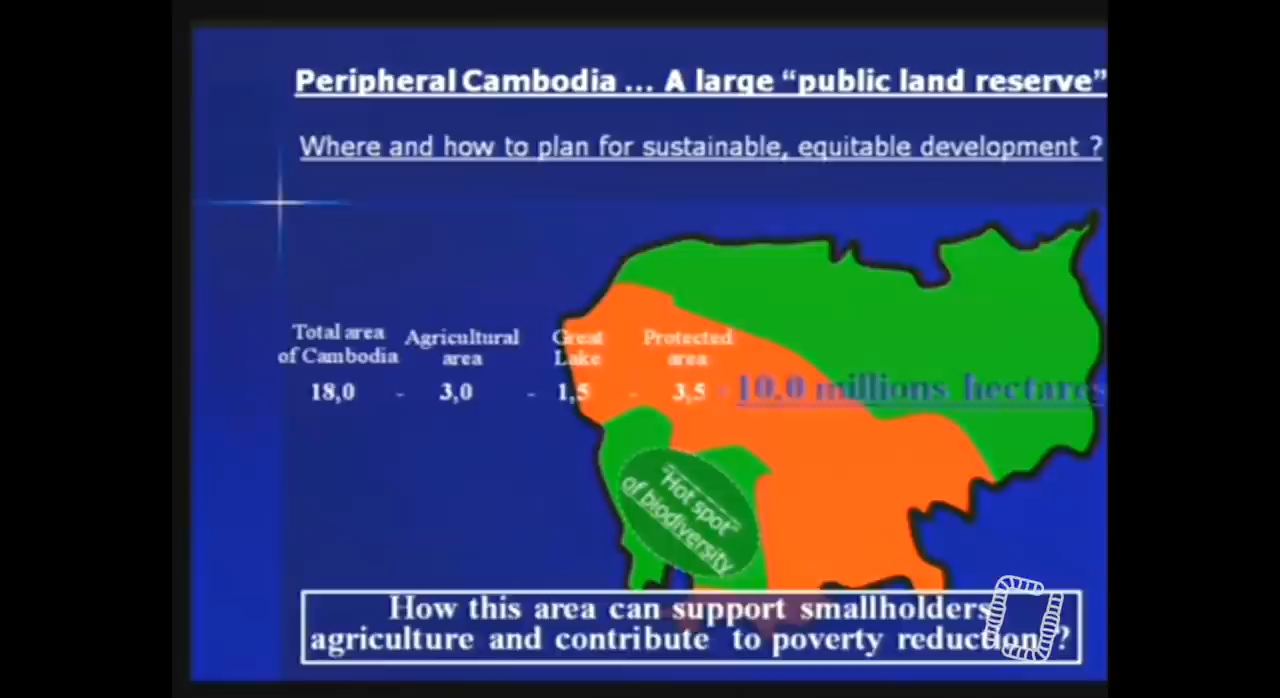 Peripheral Cambodia ... A large “public land reserve”
Where and how to plan for sustainable, equitable development ?
Total area Agricultural Great Protected
of Cambodia area Lake area
18,0 - 3,0 - 1,5 - 3,5 - 10.0 millions hectares
"Hot spot"
of biodiversity
How this area can support smallholders
agriculture and contribute to poverty reduction ?